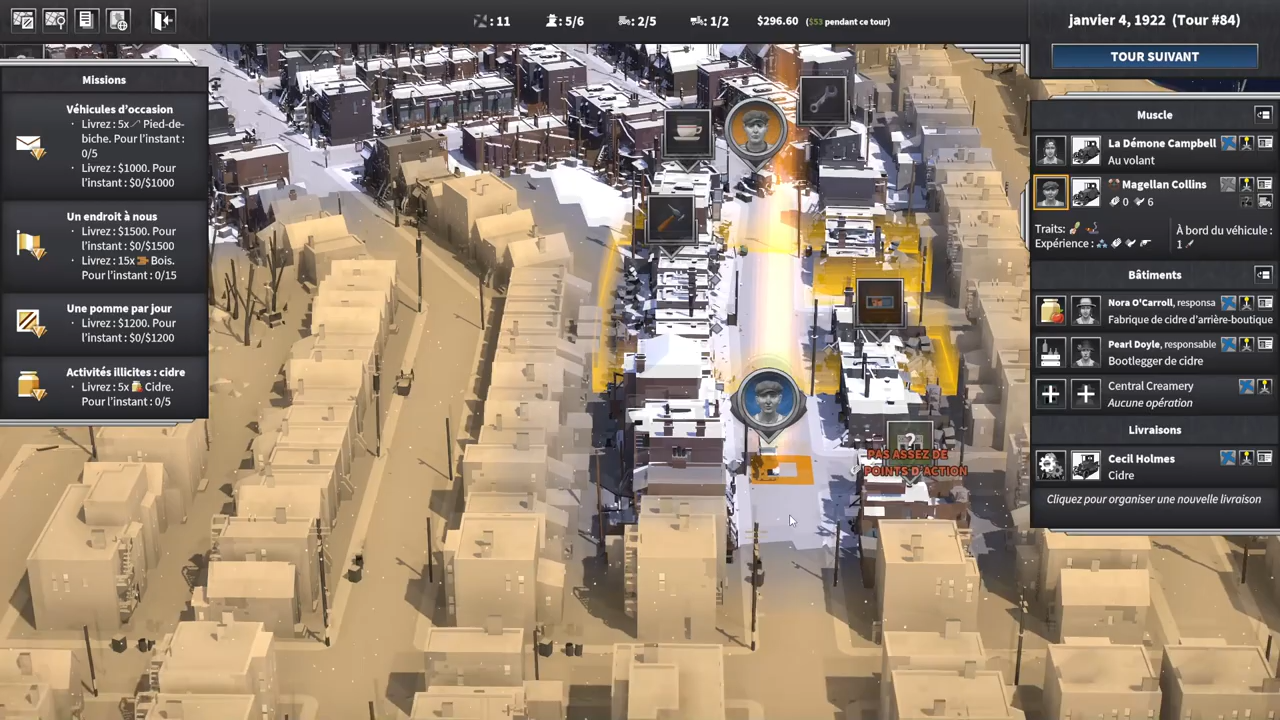 : 11
: 5/6
: 2/5
: 1/2
$296.60 ($53 pendant ce tour)
janvier 4, 1922 (Tour #84)
TOUR SUIVANT
Missions
Véhicules d'occasion
• Livrez : 5x Pied-de-
biche. Pour l'instant :
0/5
• Livrez : $1000. Pour
l'instant : $0/$1000
Un endroit à nous
• Livrez : $1500. Pour
l'instant : $0/$1500
• Livrez : 15x Bois.
Pour l'instant : 0/15
Une pomme par jour
• Livrez : $1200. Pour
l'instant : $0/$1200
Activités illicites : cidre
• Livrez : 5x Cidre.
Pour l'instant : 0/5
?
PAS ASSEZ DE
POINTS D'ACTION
Muscle
La Démone Campbell
Au volant
Magellan Collins
0 6
Traits:
Expérience :
À bord du véhicule :
1
Bâtiments
Nora O'Carroll, responsa
Fabrique de cidre d'arrière-boutique
Pearl Doyle, responsable
Bootlegger de cidre
Central Creamery
Aucune opération
Livraisons
Cecil Holmes
Cidre
Cliquez pour organiser une nouvelle livraison